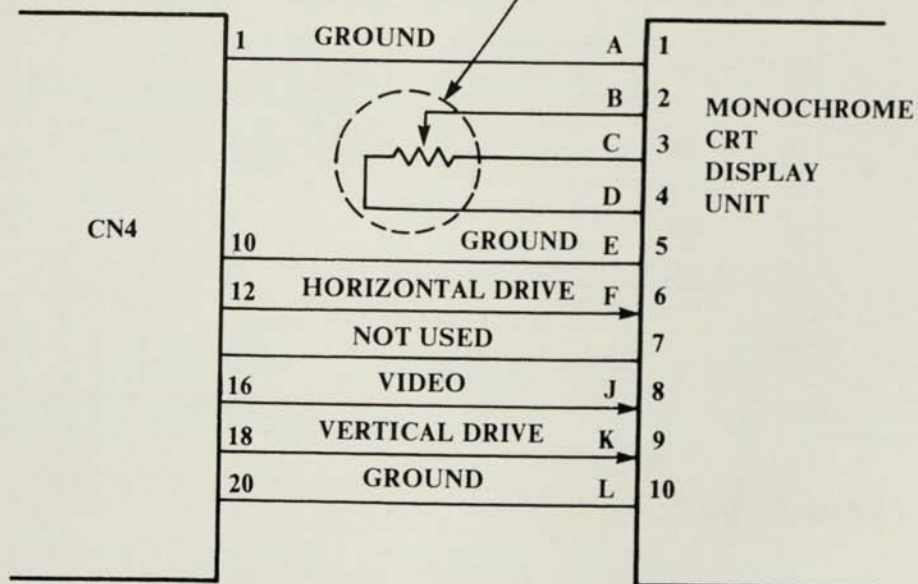 1 GROUND A 1
B 2 MONOCHROME
C 3 CRT
DISPLAY
D 4 UNIT
CN4
10 GROUND E 5
12 HORIZONTAL DRIVE F 6
NOT USED 7
16 VIDEO J 8
18 VERTICAL DRIVE K 9
20 GROUND L 10